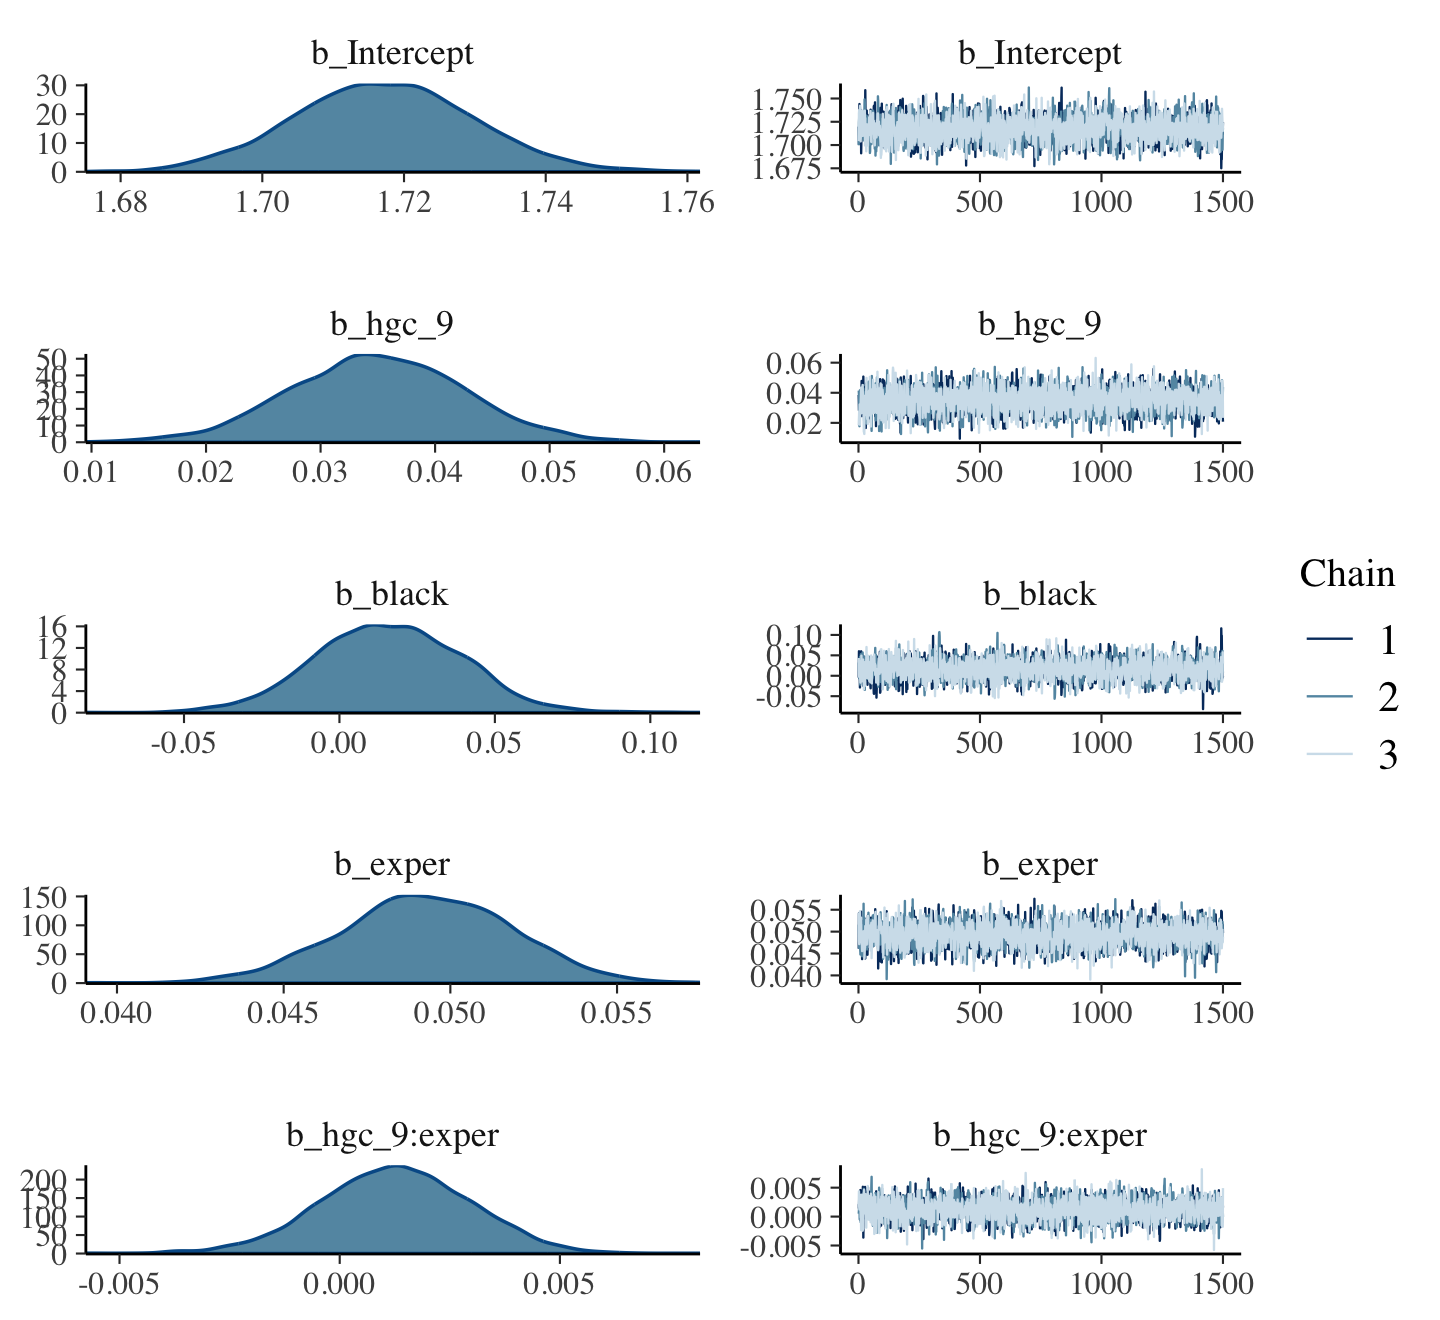 b_Intercept
30
20
10
0
1.68 1.70 1.72 1.74 1.76
b_Intercept
1.750
1.725
1.700
1.675
0 500 1000 1500
b_hgc_9
50
40
30
20
10
0
0.01 0.02 0.03 0.04 0.05 0.06
b_hgc_9
0.06
0.04
0.02
0 500 1000 1500
b_black
16
12
8
4
0
-0.05 0.00 0.05 0.10
b_black
0.10
0.05
0.00
-0.05
0 500 1000 1500
b_exper
150
100
50
0
0.040 0.045 0.050 0.055
b_exper
0.055
0.050
0.045
0.040
0 500 1000 1500
b_hgc_9:exper
200
150
100
50
0
-0.005 0.000 0.005
b_hgc_9:exper
0.005
0.000
-0.005
0 500 1000 1500
Chain
1
2
3